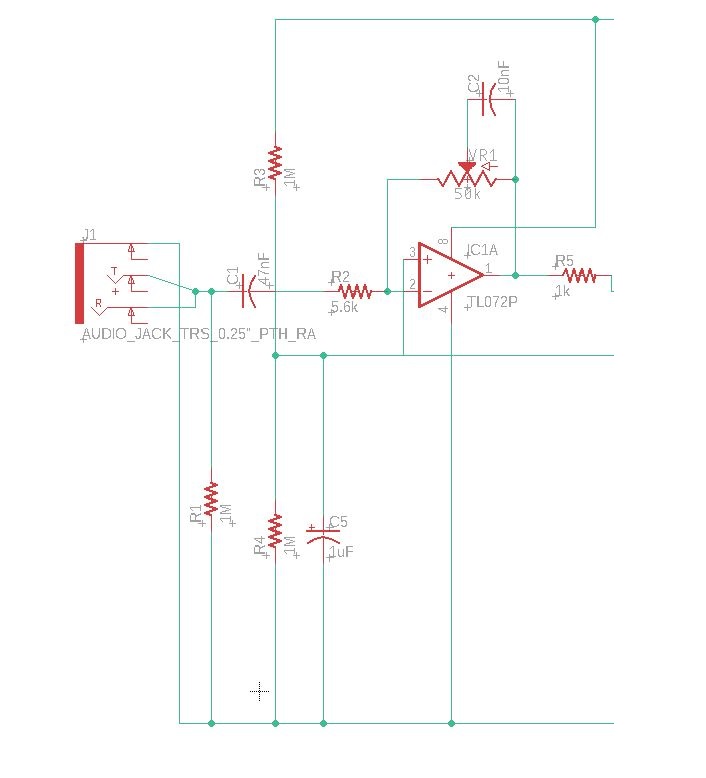 C2
10nF
VR1
50k
R3
1M
J1
T
R
AUDIO_JACK_TRS_0.25"_PTH_RA
C1
47nF
R2
5.6k
3
2
8
1
4
IC1A
TL072P
R5
1k
R1
1M
R4
1M
C5
1uF